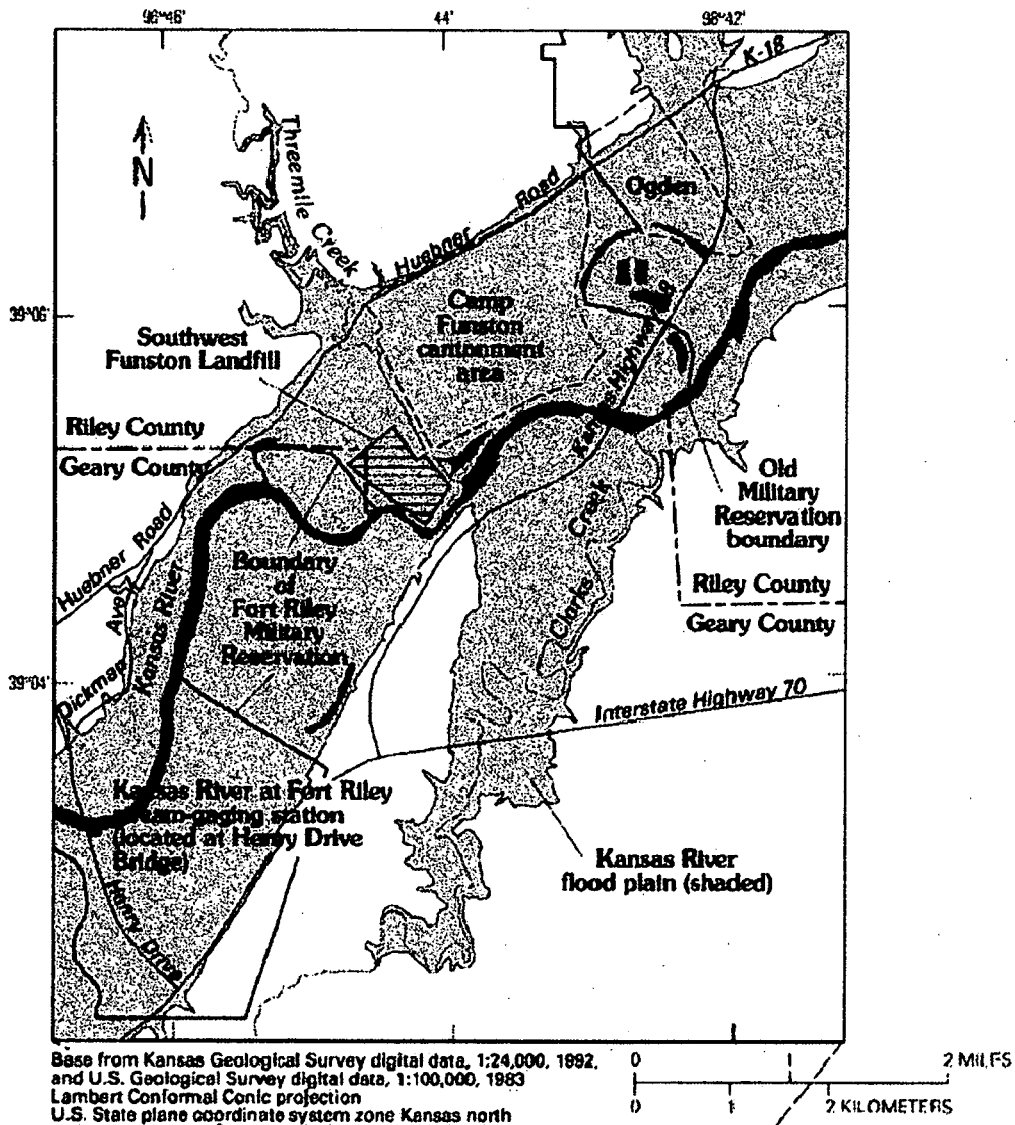 96°46'
44'
96°42'
K-18
N
Threemile
Creek
Huebner Road
Ogden
39°06'
Camp
Funston
cantonment
area
Southwest
Funston Landfill
Kansas Highway
Riley County
Geary County
Old
Military
Reservation
boundary
Clarks Creek
Huebner Road
Boundary
of
Fort Riley
Military
Reservation
Ave
Kansas River
Riley County
Geary County
39°04'
Dickman
Interstate Highway 70
Kansas River at Fort Riley
stream-gaging station
(located at Henry Drive
Bridge)
Kansas River
flood plain (shaded)
Henry Drive
Base from Kansas Geological Survey digital data, 1:24,000, 1992,
and U.S. Geological Survey digital data, 1:100,000, 1983
Lambert Conformal Conic projection
U.S. State plane coordinate system zone Kansas north
0 1 2 MILES
0 1 2 KILOMETERS